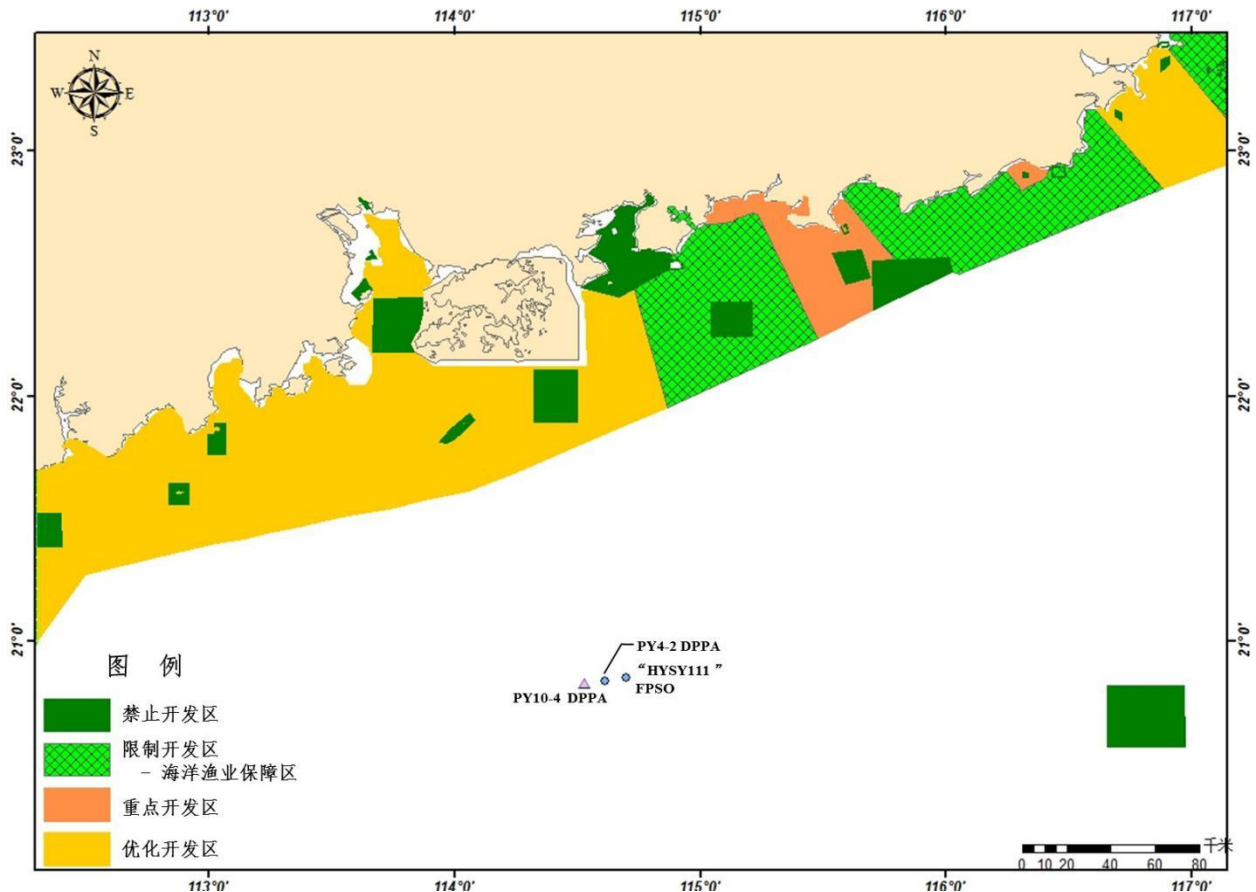 113°0' 114°0' 115°0' 116°0' 117°0'
N
W E
S
23°0' 23°0'
22°0' 22°0'
21°0' 21°0'
PY4-2 DPPA
“HYSY111 ”
FPSO
PY10-4 DPPA
图 例
禁止开发区
限制开发区
- 海洋渔业保障区
重点开发区
优化开发区
千米
0 10 20 40 60 80
113°0' 114°0' 115°0' 116°0' 117°0'